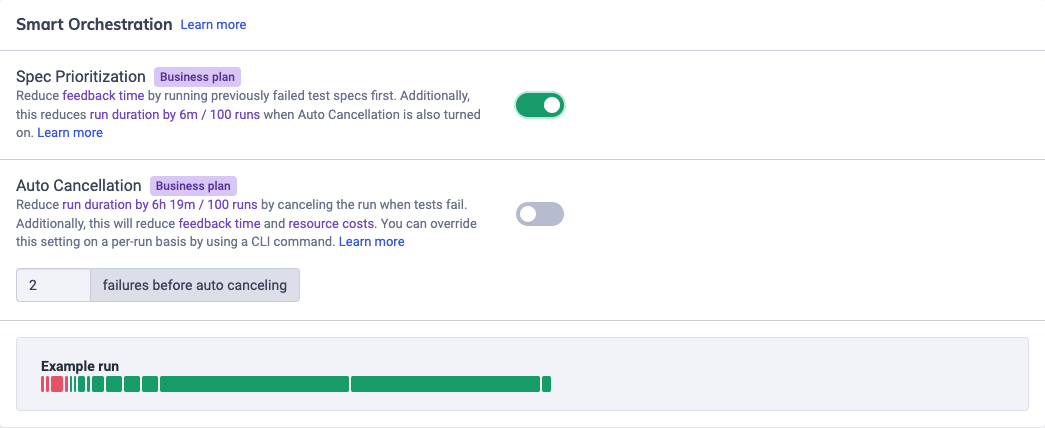 Smart Orchestration Learn more
Spec Prioritization Business plan
Reduce feedback time by running previously failed test specs first. Additionally,
this reduces run duration by 6m / 100 runs when Auto Cancellation is also turned
on. Learn more
Auto Cancellation Business plan
Reduce run duration by 6h 19m / 100 runs by canceling the run when tests fail.
Additionally, this will reduce feedback time and resource costs. You can override
this setting on a per-run basis by using a CLI command. Learn more
2 failures before auto canceling
Example run